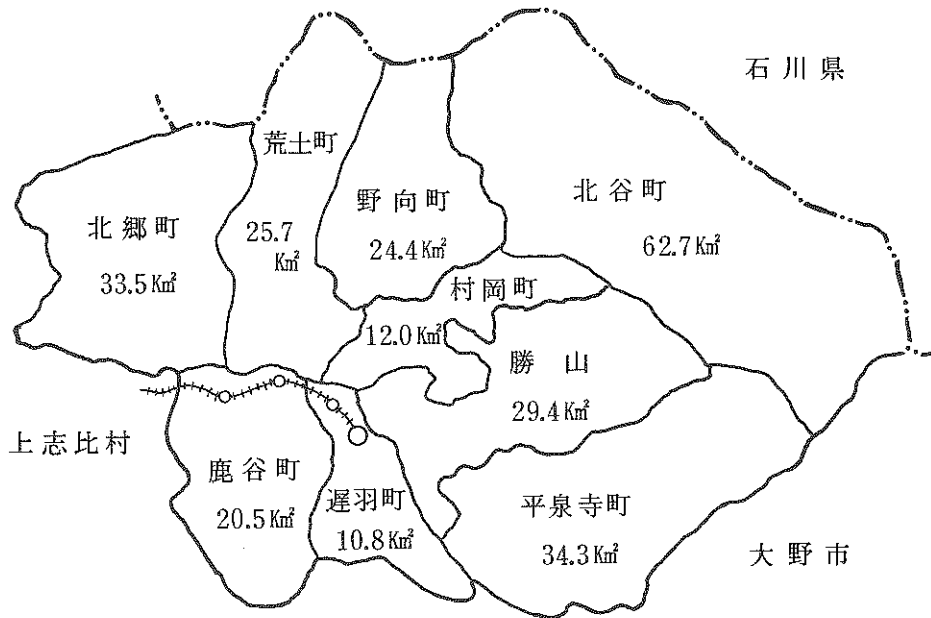 石川県
荒土町
25.7
Km²
野向町
24.4Km²
北谷町
62.7Km²
北郷町
33.5Km²
村岡町
12.0Km²
勝山
29.4Km²
上志比村
鹿谷町
20.5Km²
遅羽町
10.8Km²
平泉寺町
34.3Km²
大野市